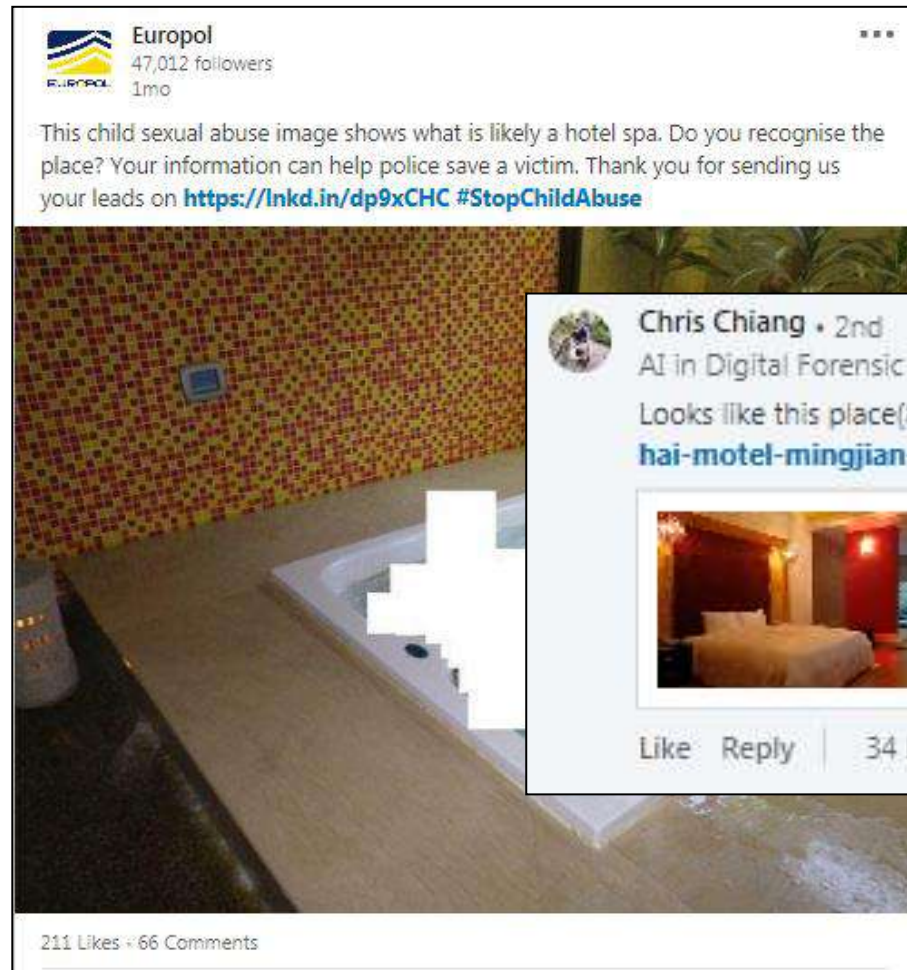 Europol
47,012 followers
1mo
EUROPOL
This child sexual abuse image shows what is likely a hotel spa. Do you recognise the
place? Your information can help police save a victim. Thank you for sending us
your leads on https://lnkd.in/dp9xCHC #StopChildAbuse
Chris Chiang • 2nd
AI in Digital Forensic
Looks like this place(
hai-motel-mingjian
Like Reply 34
211 Likes • 66 Comments